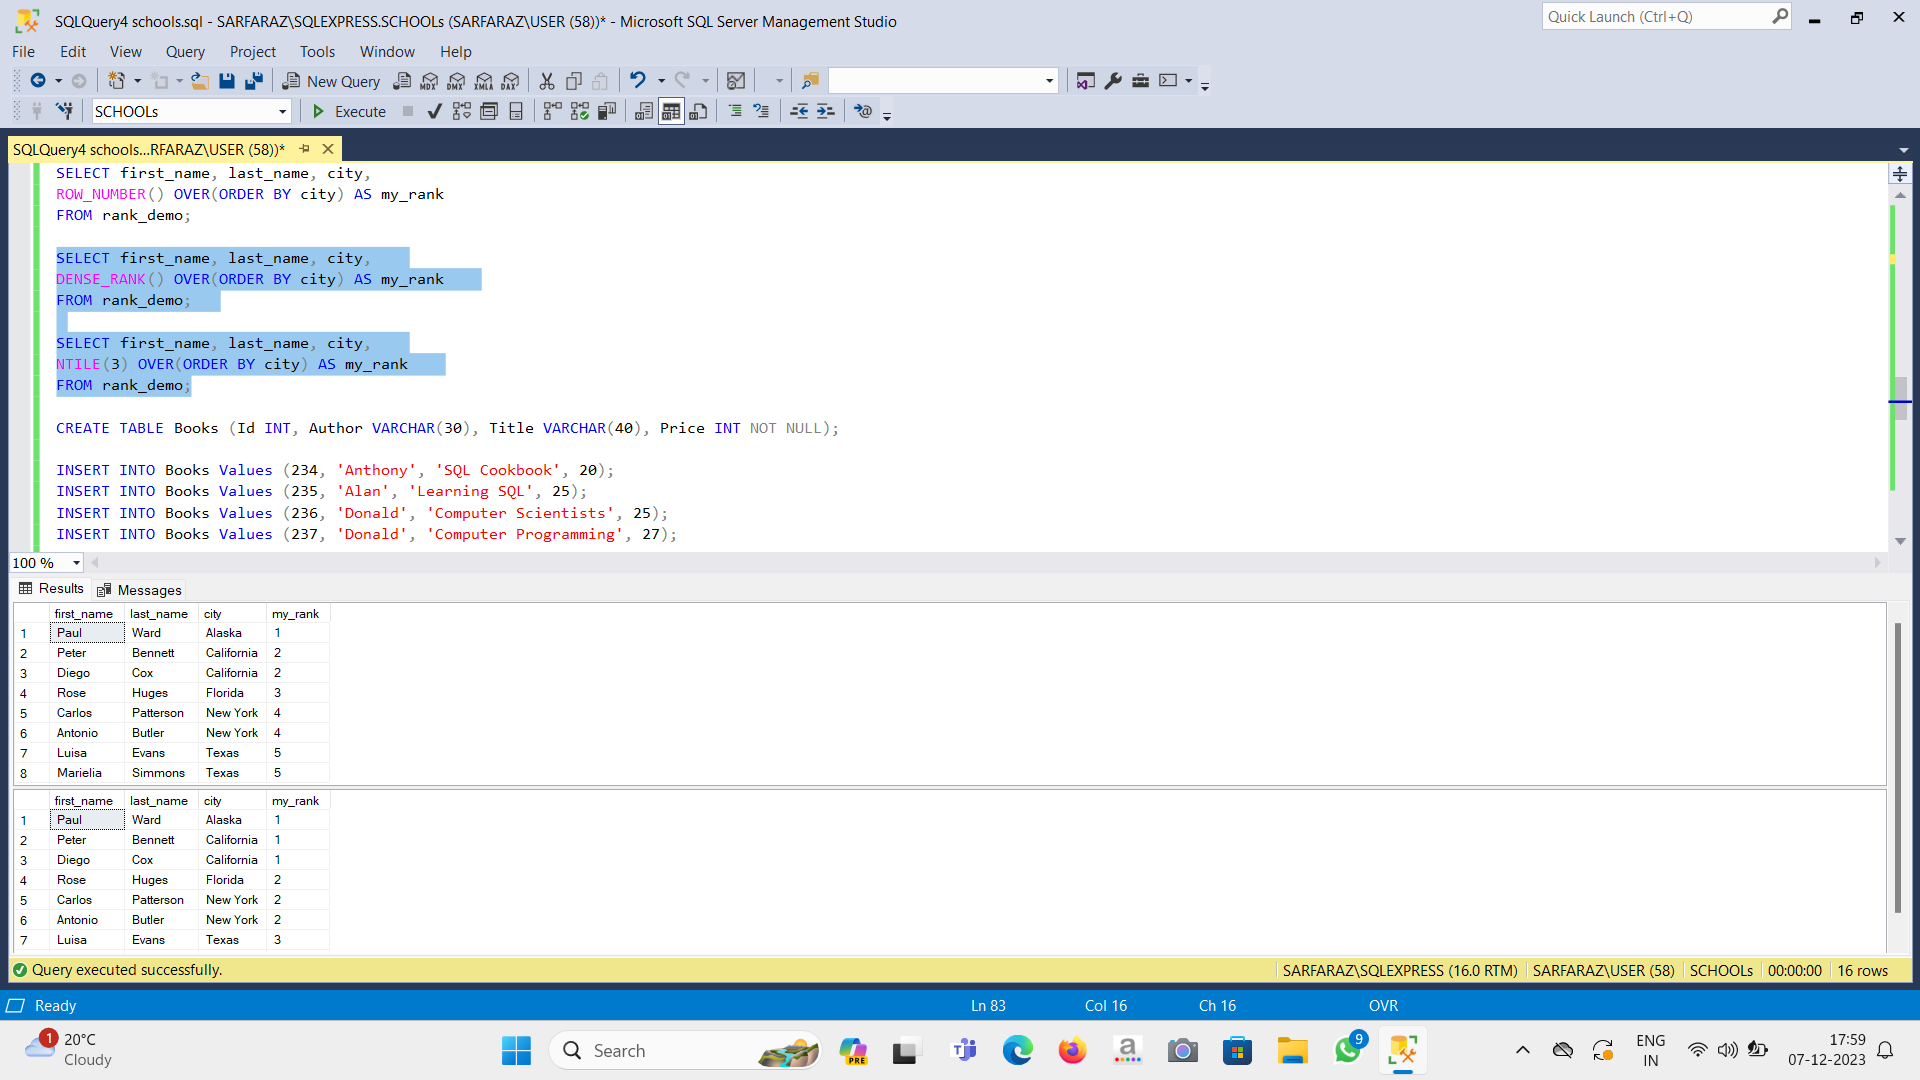 SQLQuery4 schools.sql - SARFARAZ\SQLEXPRESS.SCHOOLs (SARFARAZ\USER (58))* - Microsoft SQL Server Management Studio
Quick Launch (Ctrl+Q)
File Edit View Query Project Tools Window Help
New Query MDX DMX XMLA DAX
SCHOOLs Execute
SQLQuery4 schools...RFARAZ\USER (58))*
SELECT first_name, last_name, city,
ROW_NUMBER() OVER(ORDER BY city) AS my_rank
FROM rank_demo;
SELECT first_name, last_name, city,
DENSE_RANK() OVER(ORDER BY city) AS my_rank
FROM rank_demo;
SELECT first_name, last_name, city,
NTILE(3) OVER(ORDER BY city) AS my_rank
FROM rank_demo;
CREATE TABLE Books (Id INT, Author VARCHAR(30), Title VARCHAR(40), Price INT NOT NULL);
INSERT INTO Books Values (234, 'Anthony', 'SQL Cookbook', 20);
INSERT INTO Books Values (235, 'Alan', 'Learning SQL', 25);
INSERT INTO Books Values (236, 'Donald', 'Computer Scientists', 25);
INSERT INTO Books Values (237, 'Donald', 'Computer Programming', 27);
100 %
Results Messages
first_name last_name city my_rank
1 Paul Ward Alaska 1
2 Peter Bennett California 2
3 Diego Cox California 2
4 Rose Huges Florida 3
5 Carlos Patterson New York 4
6 Antonio Butler New York 4
7 Luisa Evans Texas 5
8 Marielia Simmons Texas 5
first_name last_name city my_rank
1 Paul Ward Alaska 1
2 Peter Bennett California 1
3 Diego Cox California 1
4 Rose Huges Florida 2
5 Carlos Patterson New York 2
6 Antonio Butler New York 2
7 Luisa Evans Texas 3
Query executed successfully. SARFARAZ\SQLEXPRESS (16.0 RTM) SARFARAZ\USER (58) SCHOOLs 00:00:00 16 rows
Ready Ln 83 Col 16 Ch 16 OVR
1 20°C
Cloudy
Search
PRE
a
9
ENG
IN
17:59
07-12-2023